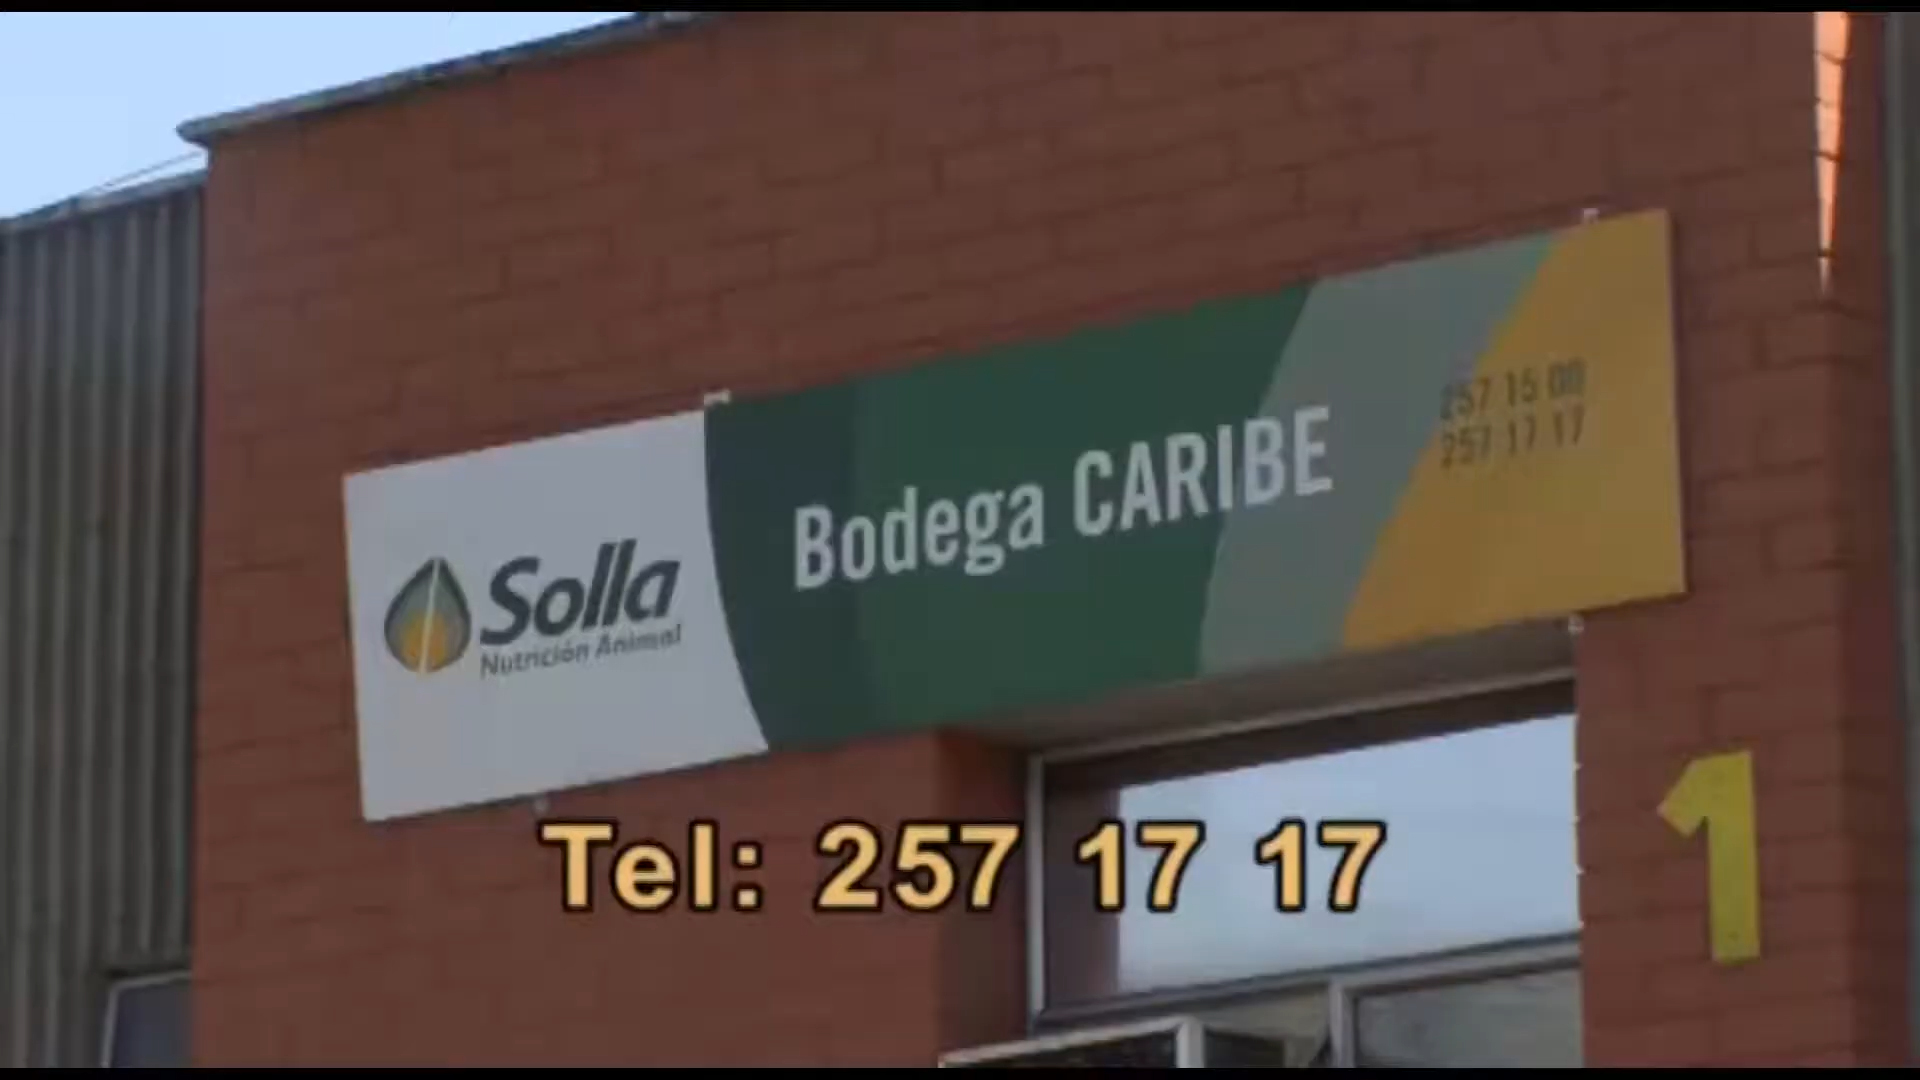 Solla
Nutrición Animal
Bodega CARIBE
257 15 00
257 17 17
Tel: 257 17 17
1